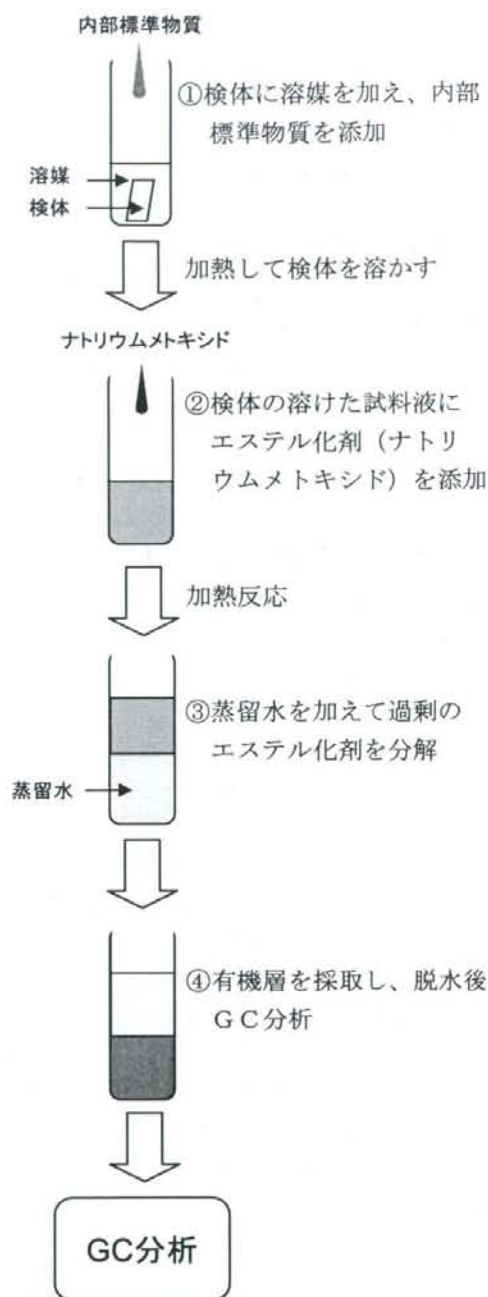 内部標準物質
①検体に溶媒を加え、内部
標準物質を添加
溶媒
検体
加熱して検体を溶かす
ナトリウムメトキシド
②検体の溶けた試料液に
エステル化剤（ナトリ
ウムメトキシド）を添加
加熱反応
③蒸留水を加えて過剰の
エステル化剤を分解
蒸留水
④有機層を採取し、脱水後
ＧＣ分析
GC分析